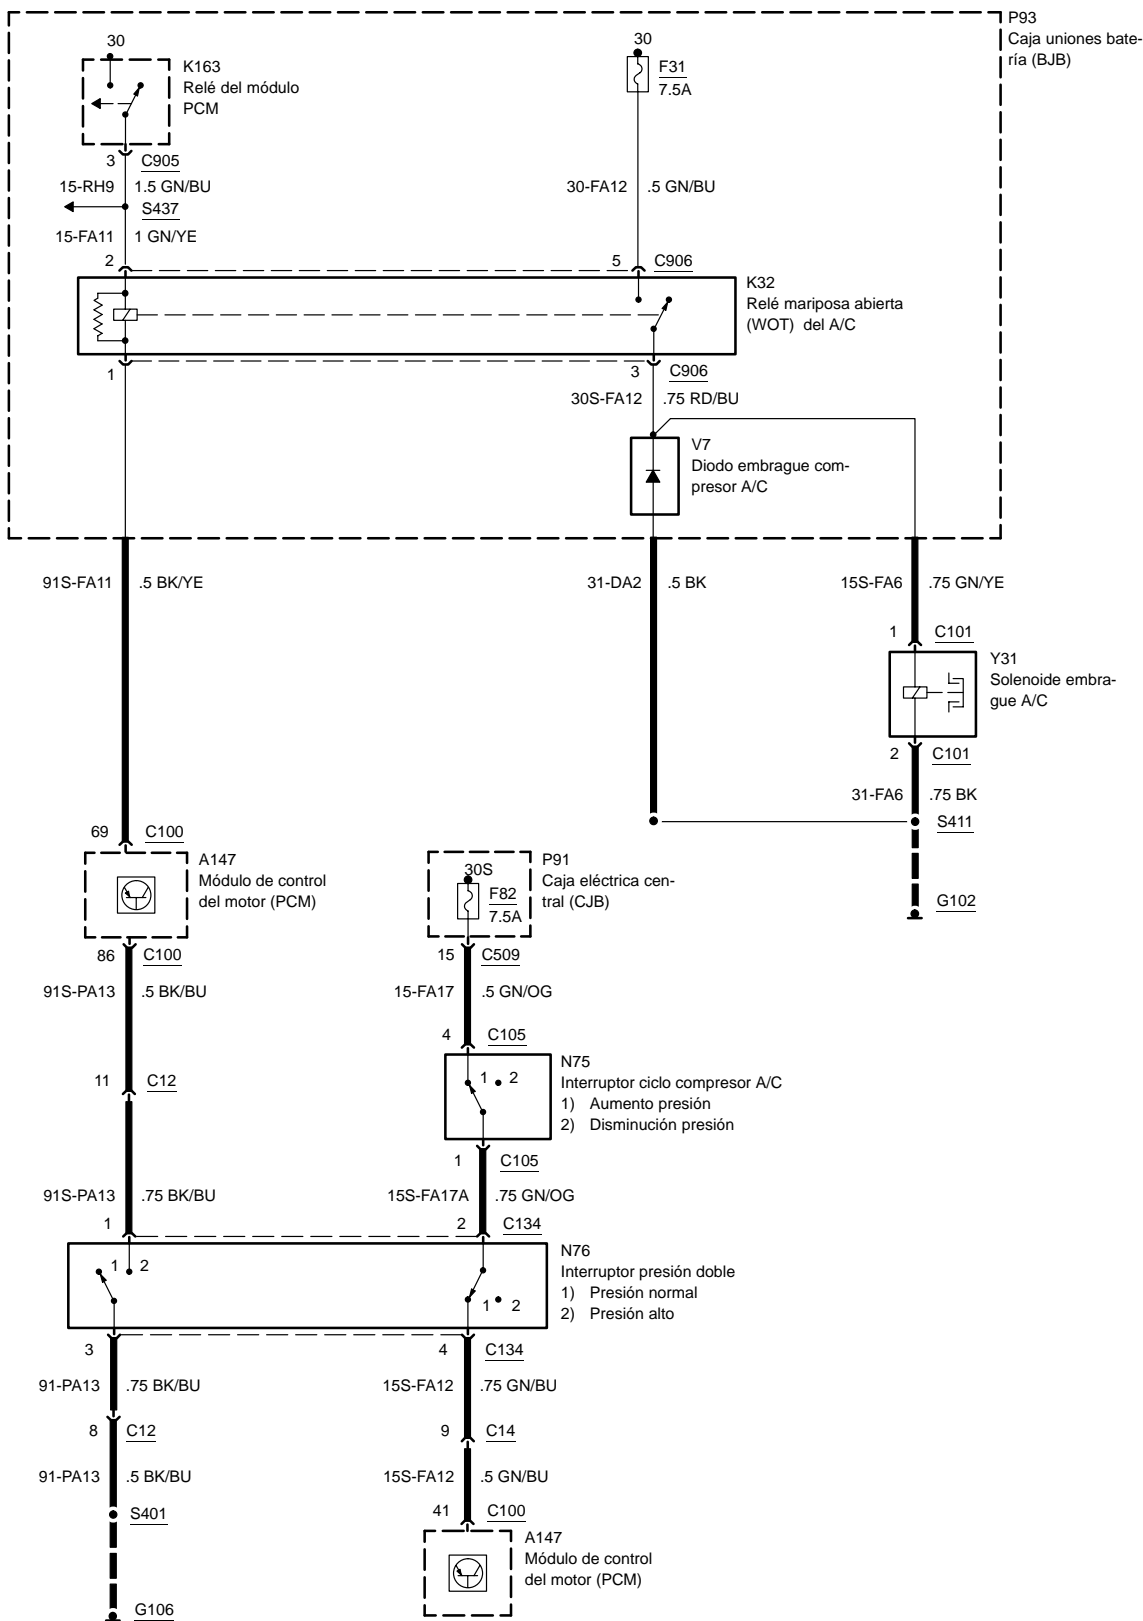 P93
Caja uniones bate-
ría (BJB)
30
K163
Relé del módulo
PCM
30
F31
7.5A
3 C905
15-RH9 1.5 GN/BU
S437
15-FA11 1 GN/YE
30-FA12 .5 GN/BU
2
5 C906
K32
Relé mariposa abierta
(WOT) del A/C
1
3 C906
30S-FA12 .75 RD/BU
V7
Diodo embrague com-
presor A/C
91S-FA11 .5 BK/YE
31-DA2 .5 BK
15S-FA6 .75 GN/YE
1 C101
Y31
Solenoide embra-
gue A/C
2 C101
31-FA6 .75 BK
S411
G102
69 C100
A147
Módulo de control
del motor (PCM)
30S
F82
7.5A
P91
Caja eléctrica cen-
tral (CJB)
86 C100
91S-PA13 .5 BK/BU
15 C509
15-FA17 .5 GN/OG
4 C105
1 2
N75
Interruptor ciclo compresor A/C
1) Aumento presión
2) Disminución presión
11 C12
1 C105
91S-PA13 .75 BK/BU
15S-FA17A .75 GN/OG
1
2 C134
1 2
1 2
N76
Interruptor presión doble
1) Presión normal
2) Presión alto
3
4 C134
91-PA13 .75 BK/BU
15S-FA12 .75 GN/BU
8 C12
9 C14
91-PA13 .5 BK/BU
15S-FA12 .5 GN/BU
S401
41 C100
A147
Módulo de control
del motor (PCM)
G106